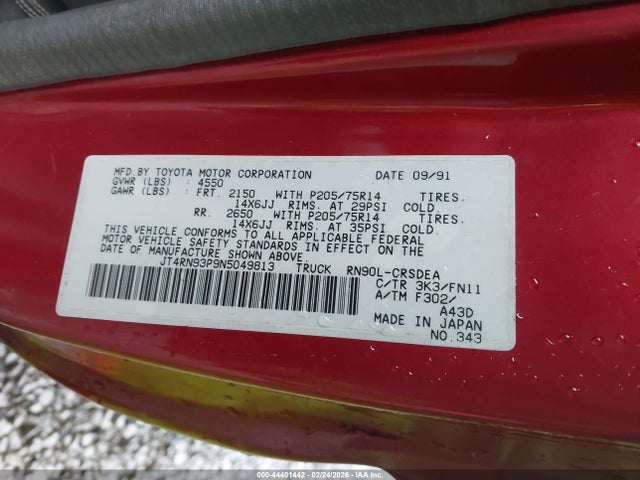 MFD.BY TOYOTA MOTOR CORPORATION DATE 09/91
GVWR (LBS) : 4550
GAWR (LBS) : FRT. 2150 WITH P205/75R14 TIRES.
14X6JJ RIMS. AT 29PSI COLD.
RR. 2650 WITH P205/75R14 TIRES.
14X6JJ RIMS. AT 35PSI COLD.
THIS VEHICLE CONFORMS TO ALL APPLICABLE FEDERAL
MOTOR VEHICLE SAFETY STANDARDS IN EFFECT ON THE
DATE OF MANUFACTURE SHOWN ABOVE.
JT4RN93P9N5049813 TRUCK RN90L-CRSDEA
C/TR 3K3/FN11
A/TM F302/
A43D
MADE IN JAPAN
NO.343
000-44401442 - 02/24/2026 - COPYRIGHT IAA, LLC